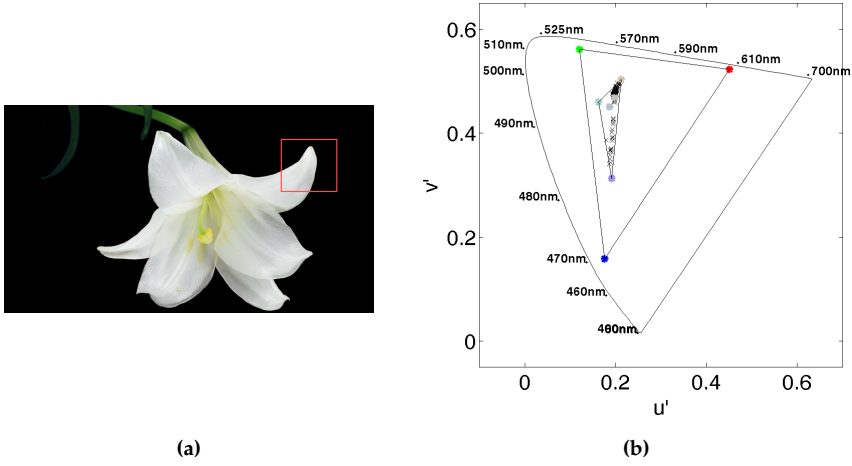 0.6
0.4
0.2
0
v'
.525nm
.570nm
.590nm
.610nm
.700nm
510nm.
500nm.
490nm.
480nm.
470nm.
460nm.
0
0.2
0.4
0.6
u'
(a)
(b)